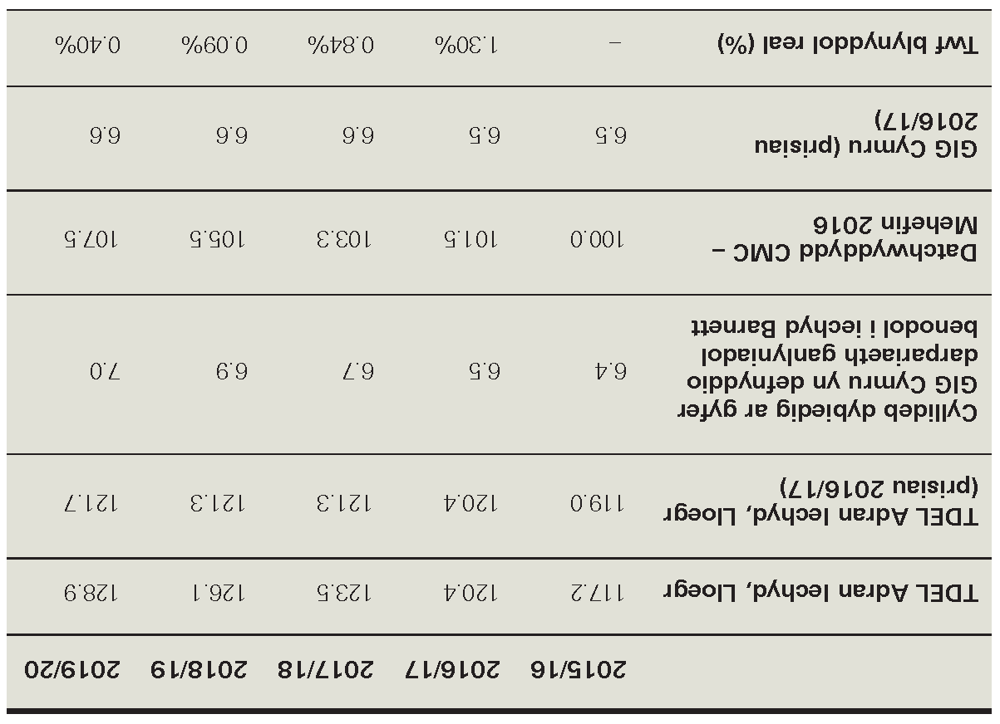 2015/16 2016/17 2017/18 2018/19 2019/20
TDEL Adran Iechyd, Lloegr 117.2 120.4 123.5 126.1 128.9
TDEL Adran Iechyd, Lloegr
(prisiau 2016/17) 119.0 120.4 121.3 121.3 121.7
Cyllideb dybiedig ar gyfer
GIG Cymru yn defnyddio
darpariaeth ganlyniadol
benodol i iechyd Barnett 6.4 6.5 6.7 6.9 7.0
Datchwyddydd CMC –
Mehefin 2016 100.0 101.5 103.3 105.5 107.5
GIG Cymru (prisiau
2016/17) 6.5 6.5 6.6 6.6 6.6
Twf blynyddol real (%) – 1.30% 0.84% 0.09% 0.40%